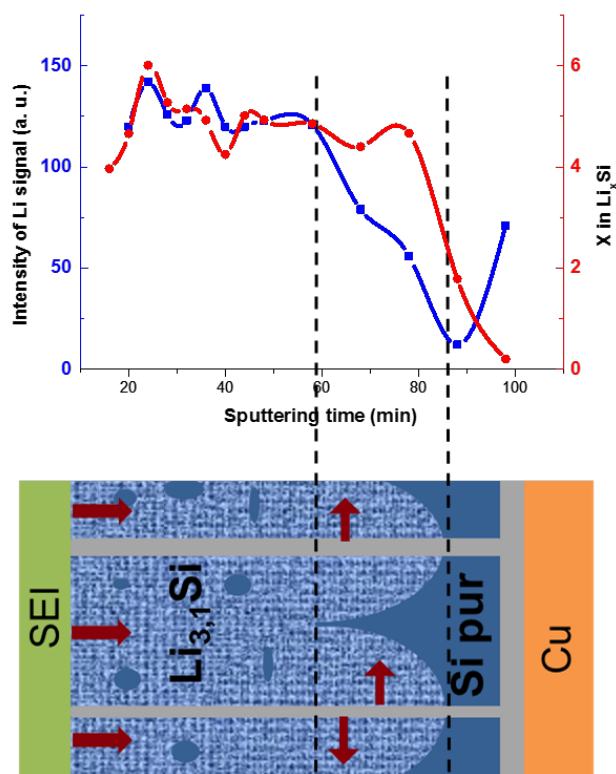 Intensity of Li signal (a. u.)
150
100
50
0
6
4
2
0
X in LiₓSi
20
40
60
80
100
Sputtering time (min)
SEI
Li₃,₁Si
Si pur
Cu